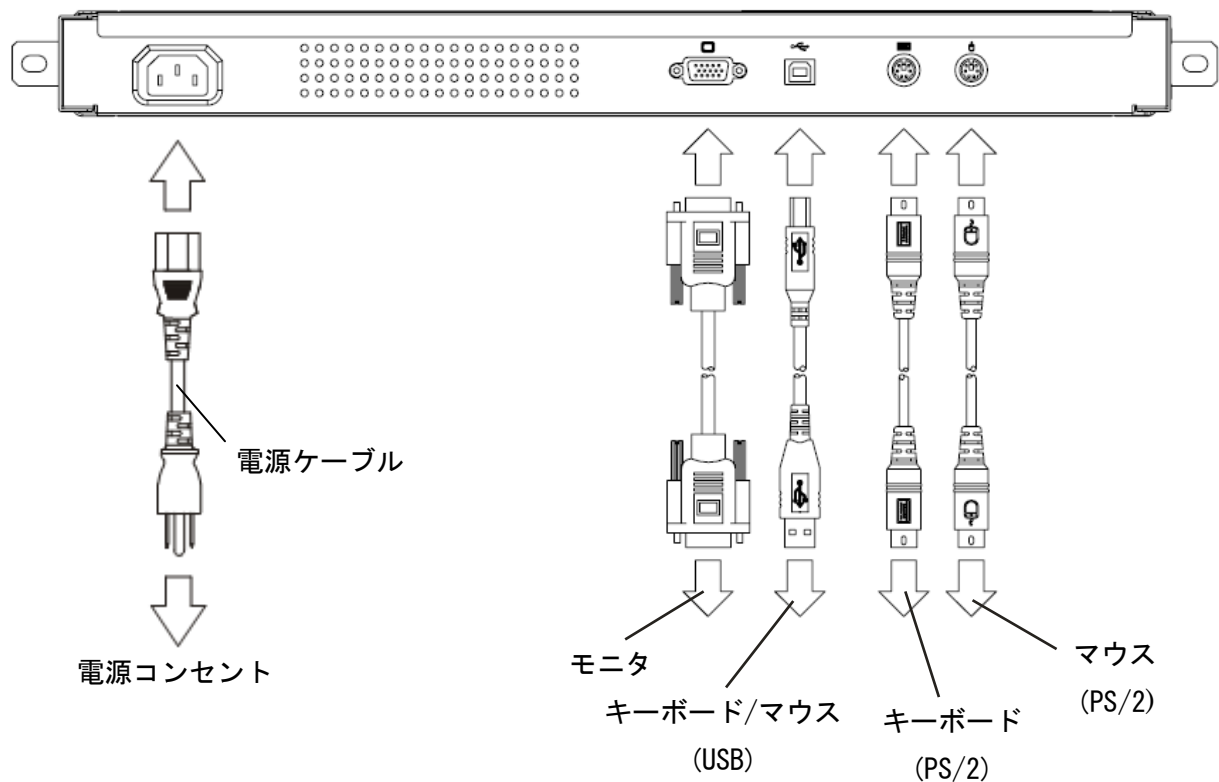 電源ケーブル
電源コンセント
モニタ
キーボード/マウス
(USB)
キーボード
(PS/2)
マウス
(PS/2)